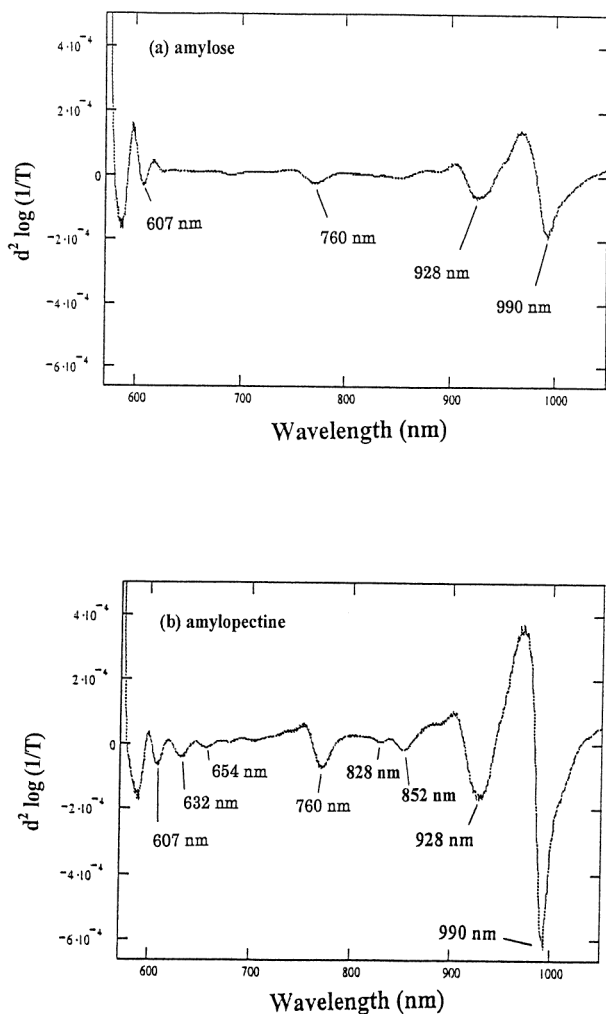 4·10⁻⁴
(a) amylose
2·10⁻⁴
0
607 nm
760 nm
928 nm
990 nm
−2·10⁻⁴
−4·10⁻⁴
−6·10⁻⁴
d² log (1/T)
600 700 800 900 1000
Wavelength (nm)
4·10⁻⁴
(b) amylopectine
2·10⁻⁴
0
654 nm
828 nm
632 nm
760 nm
852 nm
607 nm
928 nm
990 nm
−2·10⁻⁴
−4·10⁻⁴
−6·10⁻⁴
d² log (1/T)
600 700 800 900 1000
Wavelength (nm)